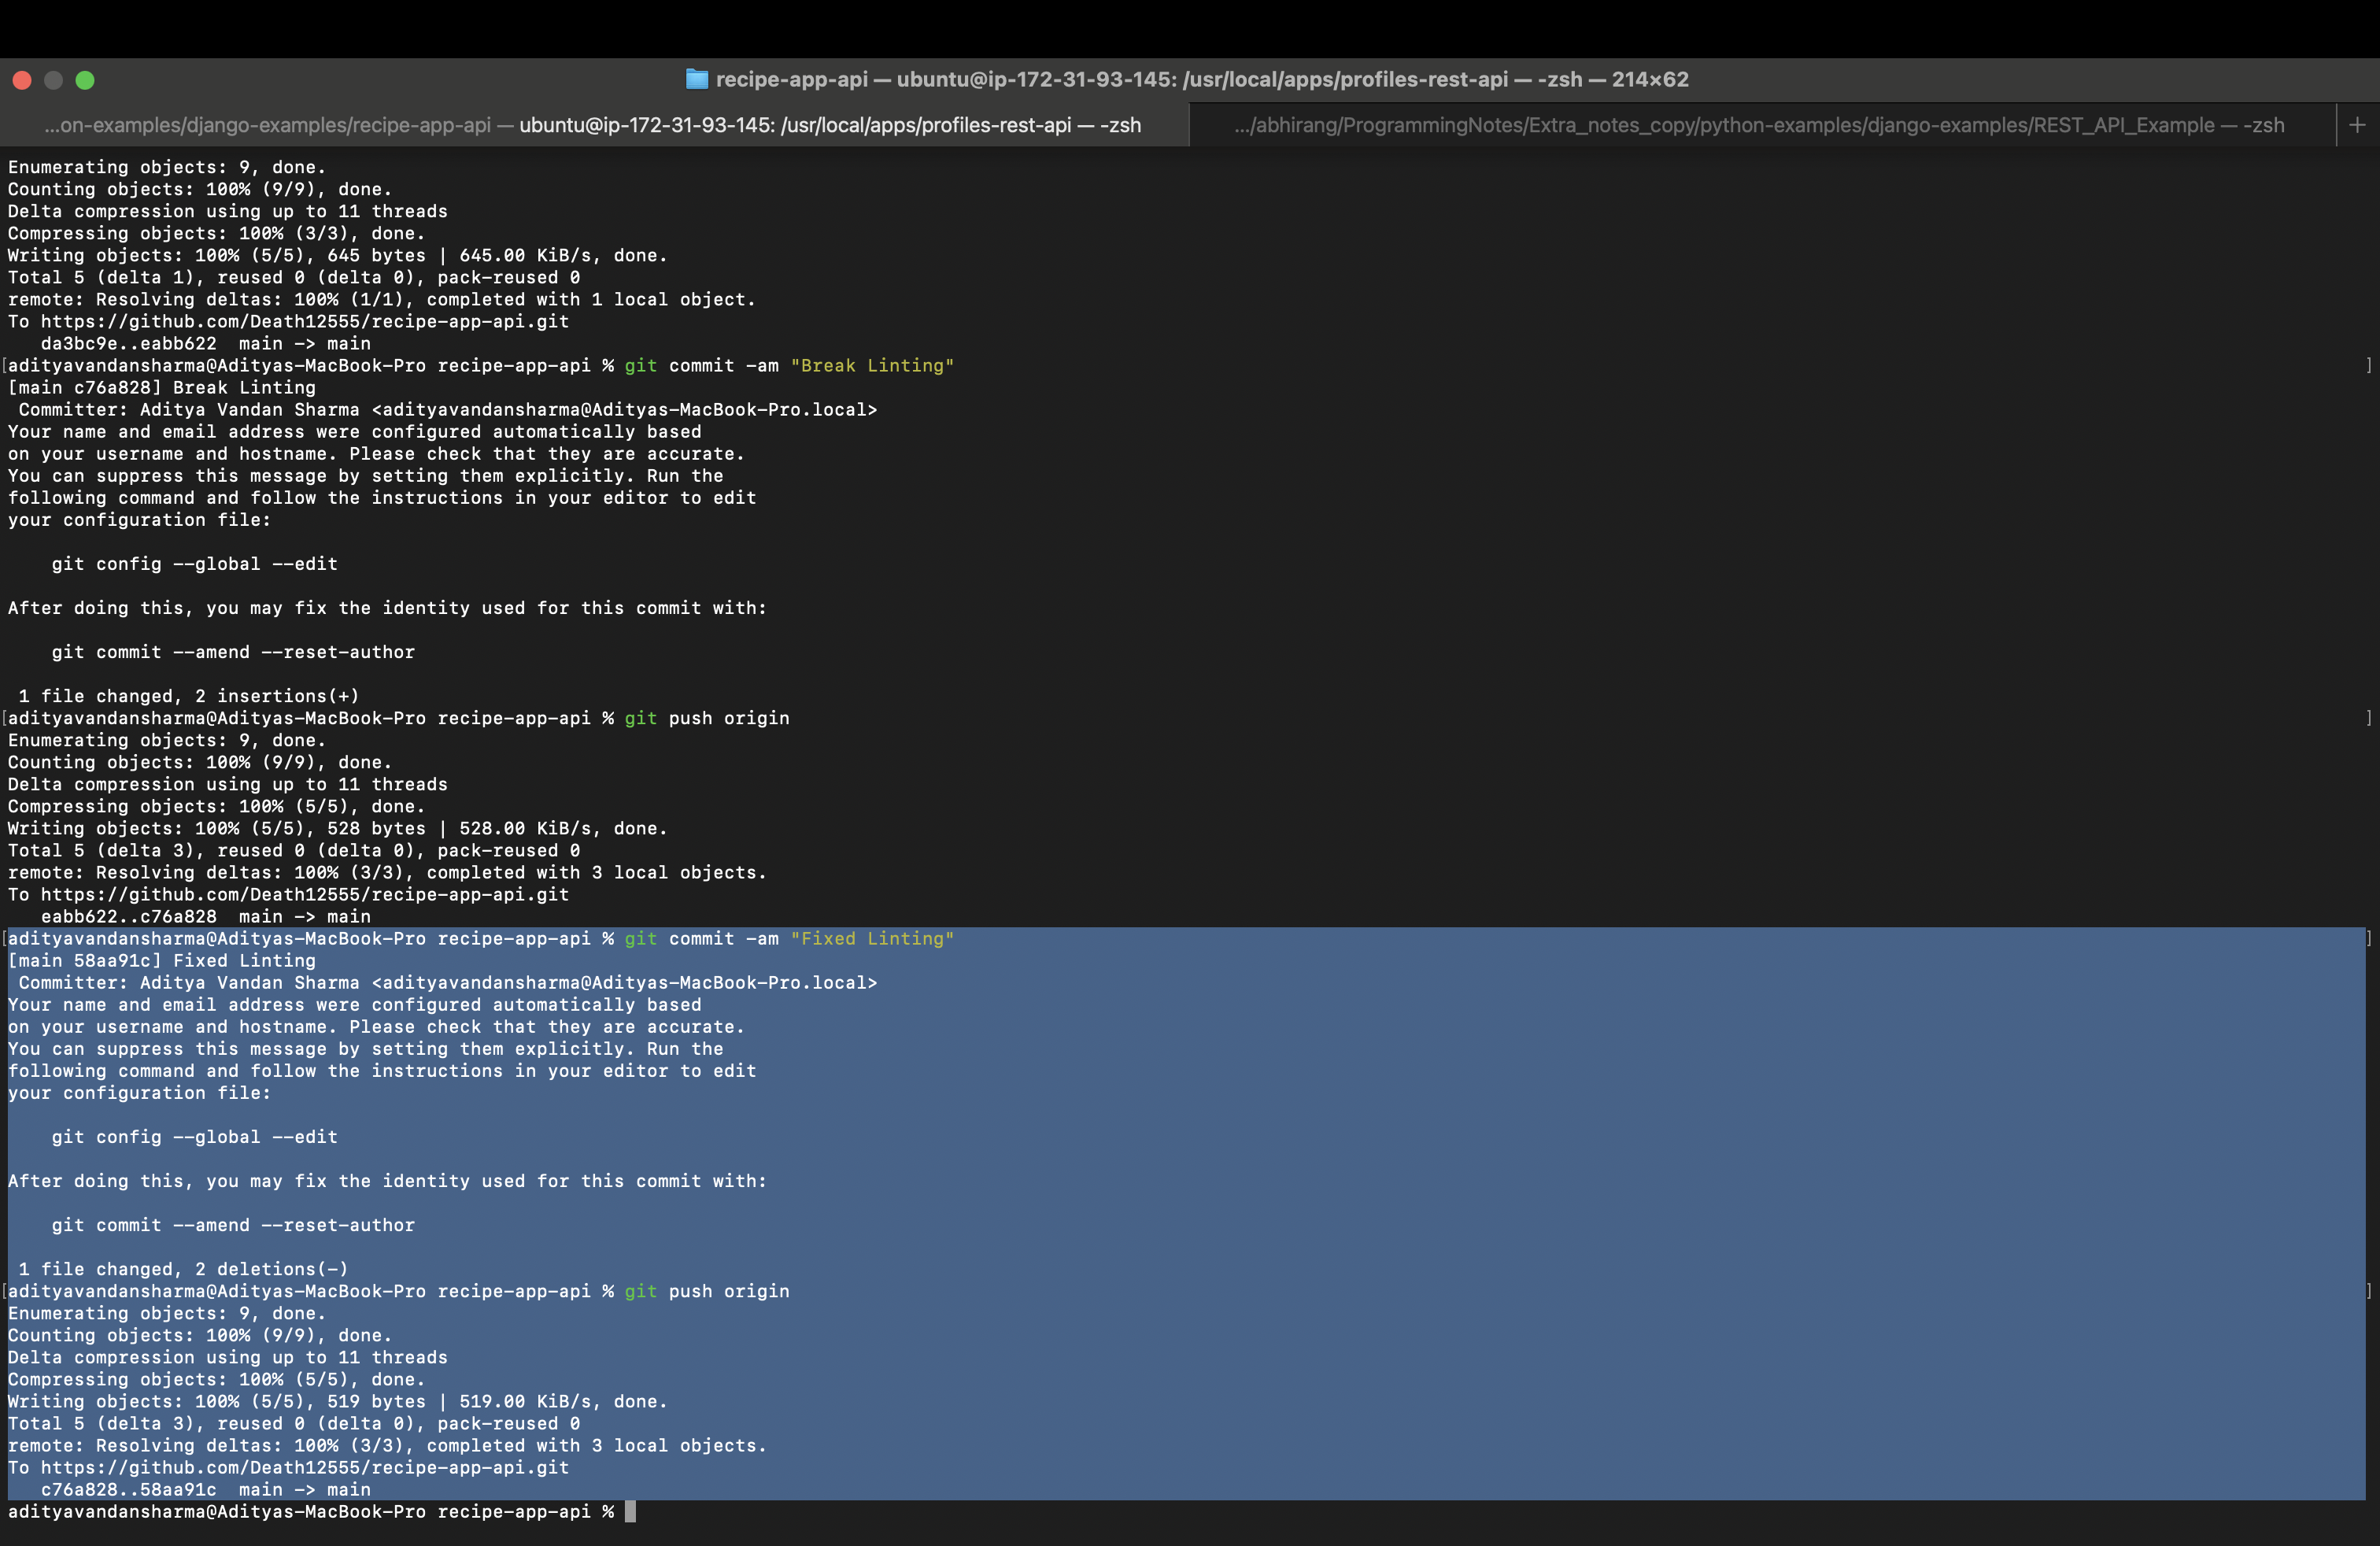 recipe-app-api — ubuntu@ip-172-31-93-145: /usr/local/apps/profiles-rest-api — -zsh — 214×62
...on-examples/django-examples/recipe-app-api — ubuntu@ip-172-31-93-145: /usr/local/apps/profiles-rest-api — -zsh
.../abhirang/ProgrammingNotes/Extra_notes_copy/python-examples/django-examples/REST_API_Example — -zsh +
Enumerating objects: 9, done.
Counting objects: 100% (9/9), done.
Delta compression using up to 11 threads
Compressing objects: 100% (3/3), done.
Writing objects: 100% (5/5), 645 bytes | 645.00 KiB/s, done.
Total 5 (delta 1), reused 0 (delta 0), pack-reused 0
remote: Resolving deltas: 100% (1/1), completed with 1 local object.
To https://github.com/Death12555/recipe-app-api.git
   da3bc9e..eabb622  main -> main
[adityavandansharma@Adityas-MacBook-Pro recipe-app-api % git commit -am "Break Linting" ]
[main c76a828] Break Linting
 Committer: Aditya Vandan Sharma <adityavandansharma@Adityas-MacBook-Pro.local>
Your name and email address were configured automatically based
on your username and hostname. Please check that they are accurate.
You can suppress this message by setting them explicitly. Run the
following command and follow the instructions in your editor to edit
your configuration file:
    git config --global --edit
After doing this, you may fix the identity used for this commit with:
    git commit --amend --reset-author
 1 file changed, 2 insertions(+)
[adityavandansharma@Adityas-MacBook-Pro recipe-app-api % git push origin ]
Enumerating objects: 9, done.
Counting objects: 100% (9/9), done.
Delta compression using up to 11 threads
Compressing objects: 100% (5/5), done.
Writing objects: 100% (5/5), 528 bytes | 528.00 KiB/s, done.
Total 5 (delta 3), reused 0 (delta 0), pack-reused 0
remote: Resolving deltas: 100% (3/3), completed with 3 local objects.
To https://github.com/Death12555/recipe-app-api.git
   eabb622..c76a828  main -> main
[adityavandansharma@Adityas-MacBook-Pro recipe-app-api % git commit -am "Fixed Linting" ]
[main 58aa91c] Fixed Linting
 Committer: Aditya Vandan Sharma <adityavandansharma@Adityas-MacBook-Pro.local>
Your name and email address were configured automatically based
on your username and hostname. Please check that they are accurate.
You can suppress this message by setting them explicitly. Run the
following command and follow the instructions in your editor to edit
your configuration file:
    git config --global --edit
After doing this, you may fix the identity used for this commit with:
    git commit --amend --reset-author
 1 file changed, 2 deletions(-)
[adityavandansharma@Adityas-MacBook-Pro recipe-app-api % git push origin ]
Enumerating objects: 9, done.
Counting objects: 100% (9/9), done.
Delta compression using up to 11 threads
Compressing objects: 100% (5/5), done.
Writing objects: 100% (5/5), 519 bytes | 519.00 KiB/s, done.
Total 5 (delta 3), reused 0 (delta 0), pack-reused 0
remote: Resolving deltas: 100% (3/3), completed with 3 local objects.
To https://github.com/Death12555/recipe-app-api.git
   c76a828..58aa91c  main -> main
adityavandansharma@Adityas-MacBook-Pro recipe-app-api %